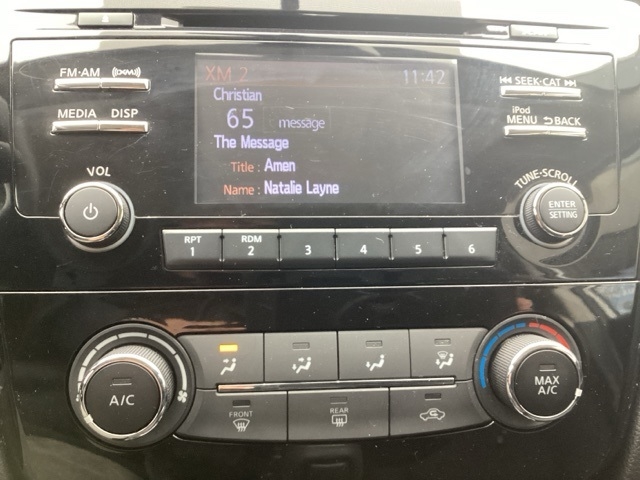 FM·AM
XM 2
11:42
SEEK·CAT
Christian
65 message
The Message
Title : Amen
Name : Natalie Layne
MEDIA DISP
iPod
MENU BACK
VOL
TUNE·SCROLL
ENTER
SETTING
RPT
1
RDM
2
3
4
5
6
A/C
MAX
A/C
FRONT
REAR